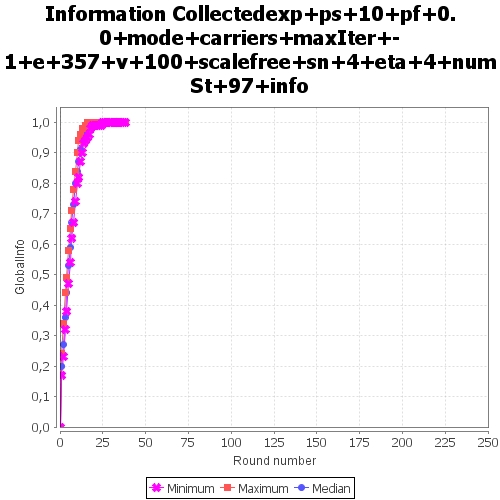 Information Collectedexp+ps+10+pf+0.
0+mode+carriers+maxIter+-
1+e+357+v+100+scalefree+sn+4+eta+4+num
St+97+info
1,0
0,9
0,8
0,7
0,6
0,5
0,4
0,3
0,2
0,1
0,0
GlobalInfo
0 25 50 75 100 125 150 175 200 225 250
Round number
Minimum Maximum Median